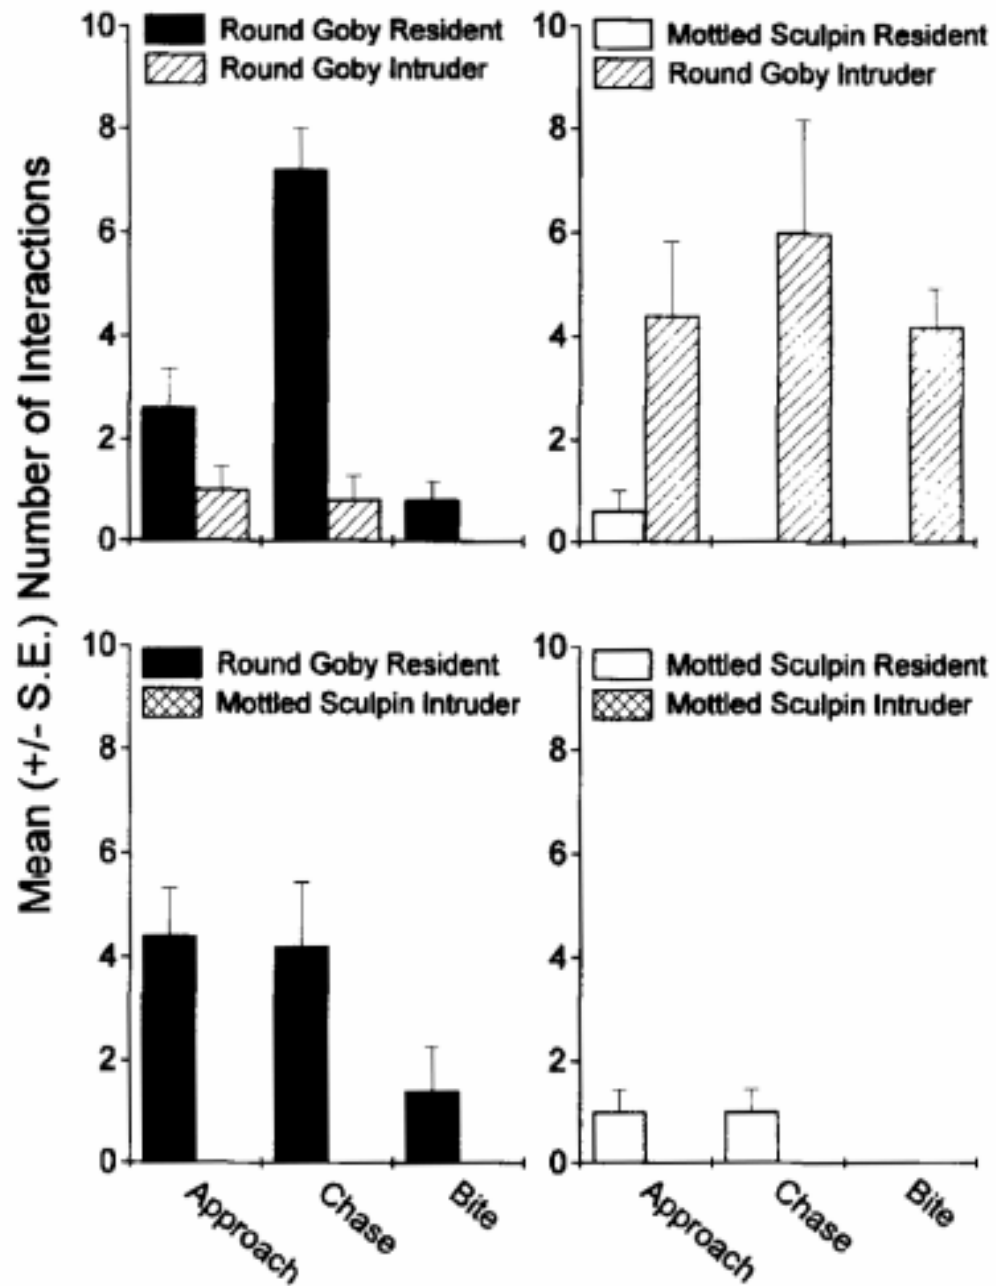 Mean (+/- S.E.) Number of Interactions
10
8
6
4
2
0
Round Goby Resident
Round Goby Intruder
10
8
6
4
2
0
Mottled Sculpin Resident
Round Goby Intruder
10
8
6
4
2
0
Round Goby Resident
Mottled Sculpin Intruder
Approach
Chase
Bite
10
8
6
4
2
0
Mottled Sculpin Resident
Mottled Sculpin Intruder
Approach
Chase
Bite